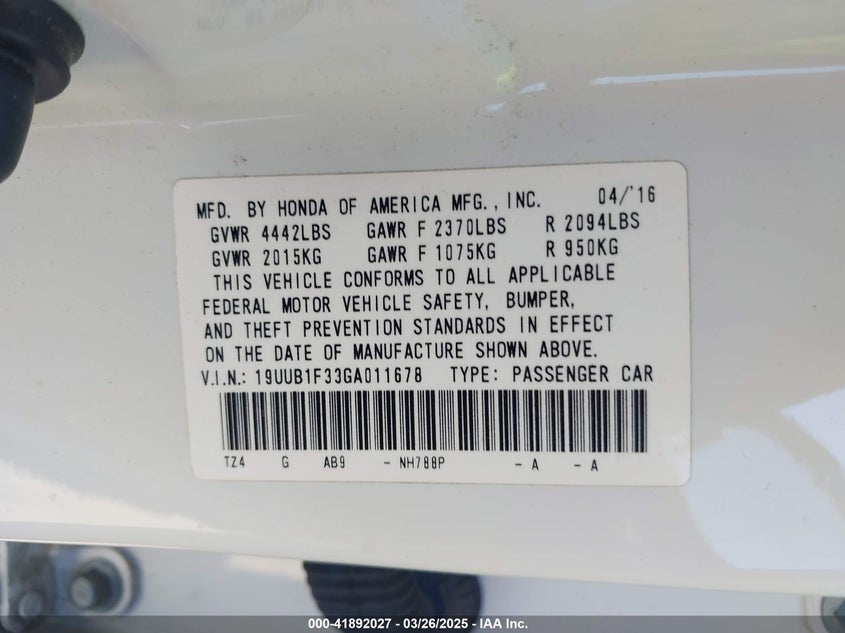 MFD. BY HONDA OF AMERICA MFG., INC. 04/'16
GVWR 4442LBS GAWR F 2370LBS R 2094LBS
GVWR 2015KG GAWR F 1075KG R 950KG
THIS VEHICLE CONFORMS TO ALL APPLICABLE
FEDERAL MOTOR VEHICLE SAFETY, BUMPER,
AND THEFT PREVENTION STANDARDS IN EFFECT
ON THE DATE OF MANUFACTURE SHOWN ABOVE.
V.I.N.: 19UUB1F33GA011678 TYPE: PASSENGER CAR
TZ4 G AB9 - NH788P - A - A
000-41892027 - 03/26/2025 - IAA Inc.